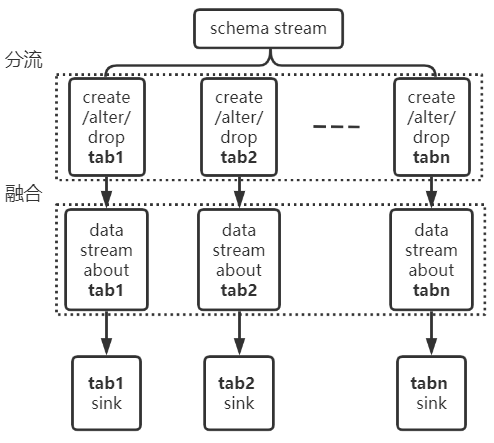 schema stream
分流
create
/alter/
drop
tab1
create
/alter/
drop
tab2
create
/alter/
drop
tabn
融合
data
stream
about
tab1
data
stream
about
tab2
data
stream
about
tabn
tab1
sink
tab2
sink
tabn
sink